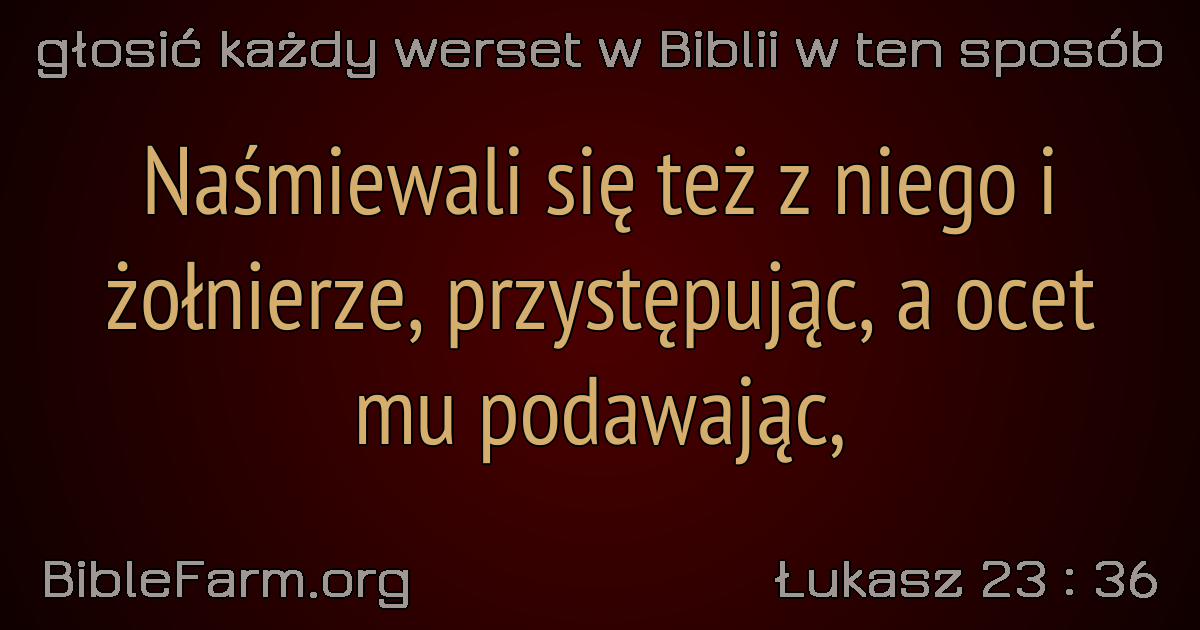 głosić każdy werset w Biblii w ten sposób
Naśmiewali się też z niego i
żołnierze, przystępując, a ocet
mu podawając,
BibleFarm.org
Łukasz 23 : 36